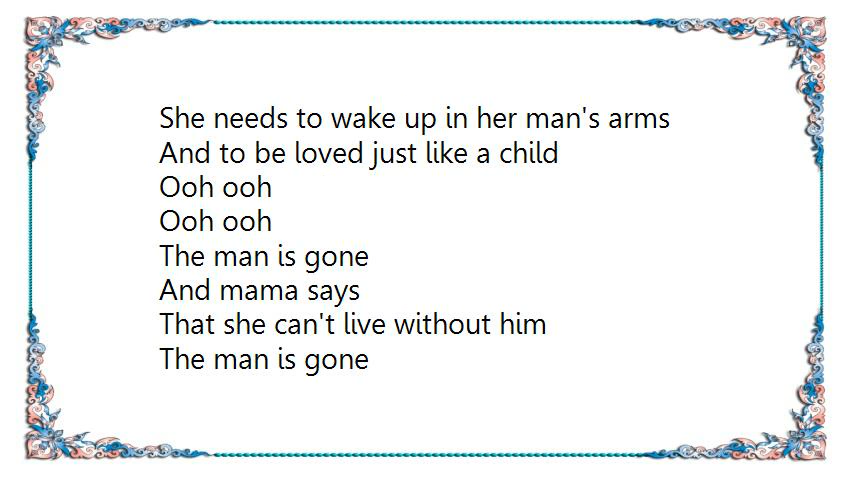 She needs to wake up in her man's arms
And to be loved just like a child
Ooh ooh
Ooh ooh
The man is gone
And mama says
That she can't live without him
The man is gone